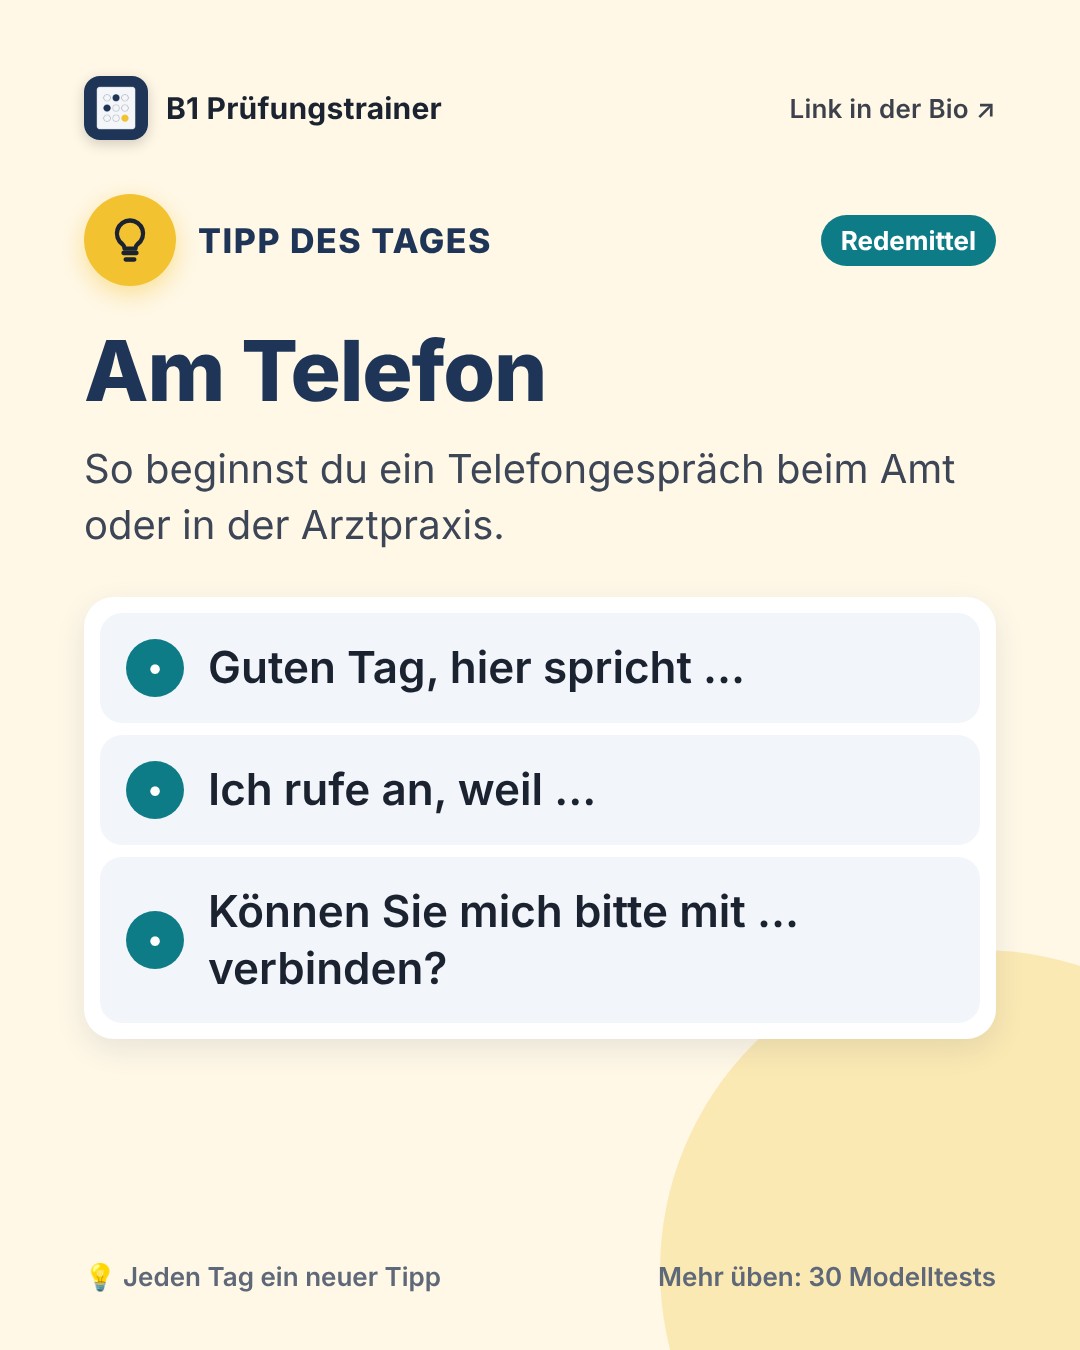 B1 Prüfungstrainer
Link in der Bio ↗
TIPP DES TAGES
Redemittel
Am Telefon
So beginnst du ein Telefongespräch beim Amt
oder in der Arztpraxis.
Guten Tag, hier spricht …
Ich rufe an, weil …
Können Sie mich bitte mit …
verbinden?
💡 Jeden Tag ein neuer Tipp
Mehr üben: 30 Modelltests